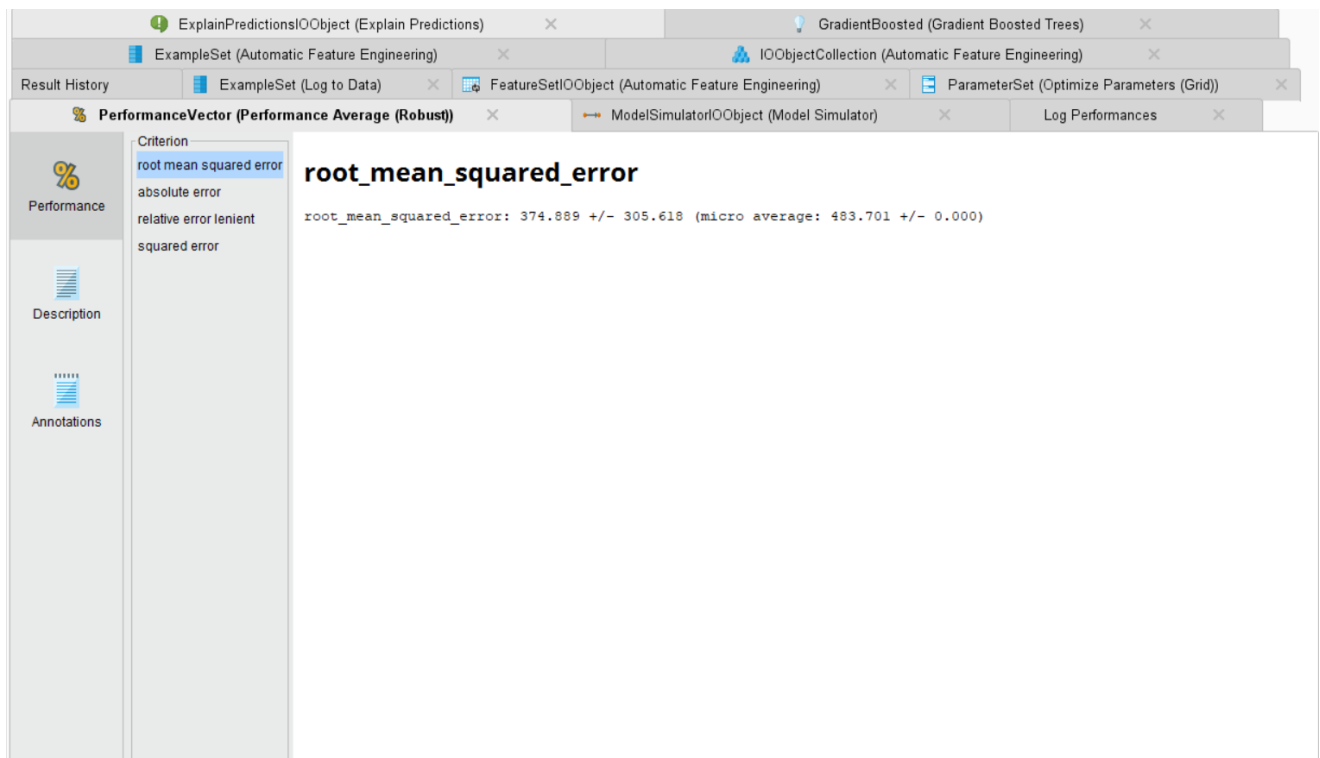 ExplainPredictionsIOObject (Explain Predictions)
GradientBoosted (Gradient Boosted Trees)
ExampleSet (Automatic Feature Engineering)
IOObjectCollection (Automatic Feature Engineering)
Result History
ExampleSet (Log to Data)
FeatureSetIOObject (Automatic Feature Engineering)
ParameterSet (Optimize Parameters (Grid))
% PerformanceVector (Performance Average (Robust))
ModelSimulatorIOObject (Model Simulator)
Log Performances
%
Performance
Description
Annotations
Criterion
root mean squared error
absolute error
relative error lenient
squared error
root_mean_squared_error
root_mean_squared_error: 374.889 +/- 305.618 (micro average: 483.701 +/- 0.000)